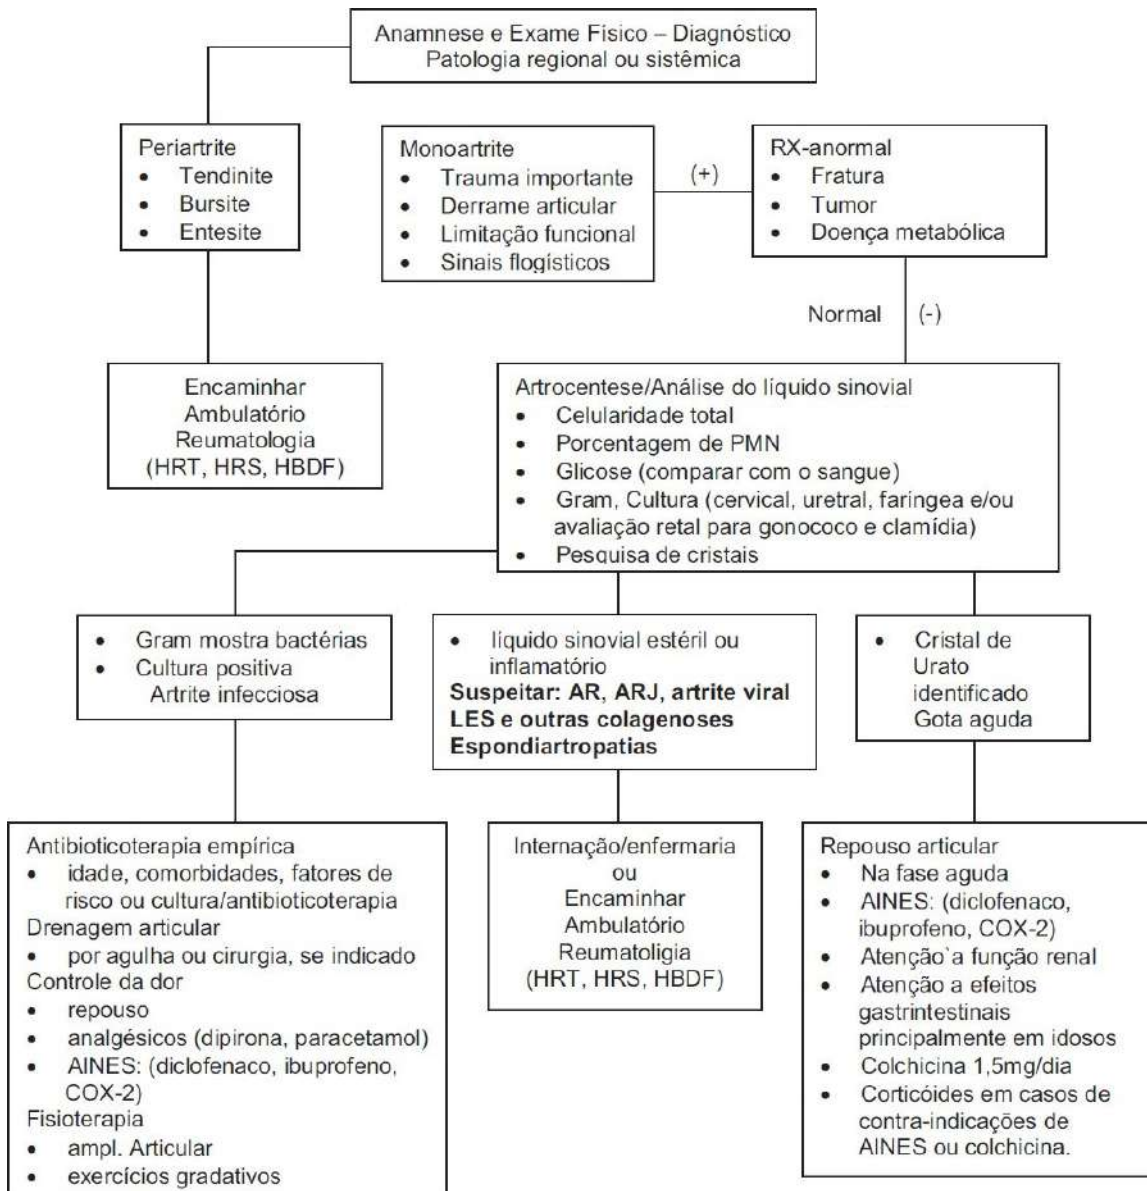 Anamnese e Exame Físico – Diagnóstico
Patologia regional ou sistêmica
Periartrite
• Tendinite
• Bursite
• Entesite
Monoartrite
• Trauma importante
• Derrame articular
• Limitação funcional
• Sinais flogísticos
(+)
RX-anormal
• Fratura
• Tumor
• Doença metabólica
Normal (-)
Encaminhar
Ambulatório
Reumatologia
(HRT, HRS, HBDF)
Artrocentese/Análise do líquido sinovial
• Celularidade total
• Porcentagem de PMN
• Glicose (comparar com o sangue)
• Gram, Cultura (cervical, uretral, faringea e/ou
avaliação retal para gonococo e clamídia)
• Pesquisa de cristais
• Gram mostra bactérias
• Cultura positiva
Artrite infecciosa
• líquido sinovial estéril ou
inflamatório
Suspeitar: AR, ARJ, artrite viral
LES e outras colagenoses
Espondiartropatias
• Cristal de
Urato
identificado
Gota aguda
Antibioticoterapia empírica
• idade, comorbidades, fatores de
risco ou cultura/antibioticoterapia
Drenagem articular
• por agulha ou cirurgia, se indicado
Controle da dor
• repouso
• analgésicos (dipirona, paracetamol)
• AINES: (diclofenaco, ibuprofeno,
COX-2)
Fisioterapia
• ampl. Articular
• exercícios gradativos
Internação/enfermaria
ou
Encaminhar
Ambulatório
Reumatoligia
(HRT, HRS, HBDF)
Repouso articular
• Na fase aguda
• AINES: (diclofenaco,
ibuprofeno, COX-2)
• Atenção`a função renal
• Atenção a efeitos
gastrintestinais
principalmente em idosos
• Colchicina 1,5mg/dia
• Corticóides em casos de
contra-indicações de
AINES ou colchicina.